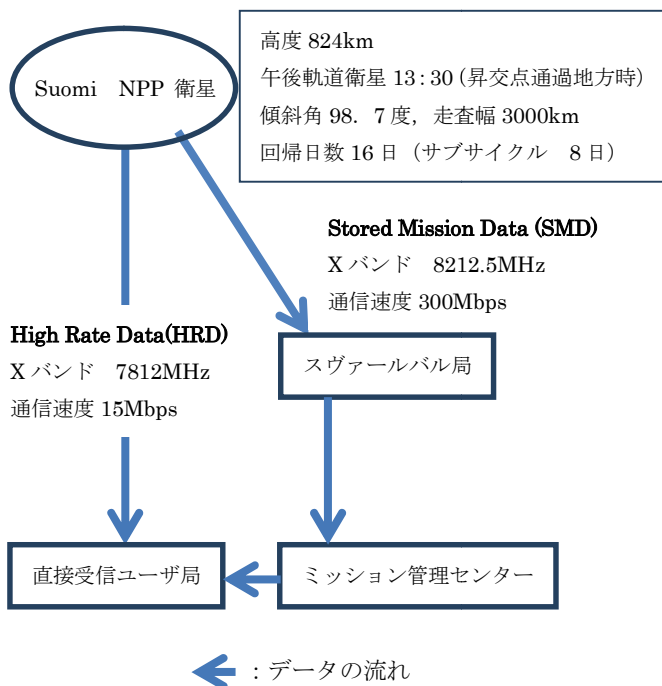 Suomi　NPP 衛星
高度 824km
午後軌道衛星 13：30 (昇交点通過地方時)
傾斜角 98．7 度，走査幅 3000km
回帰日数 16 日（サブサイクル　8 日）
Stored Mission Data (SMD)
X バンド　8212.5MHz
通信速度 300Mbps
High Rate Data(HRD)
X バンド　7812MHz
通信速度 15Mbps
スヴァールバル局
直接受信ユーザ局
ミッション管理センター
：データの流れ